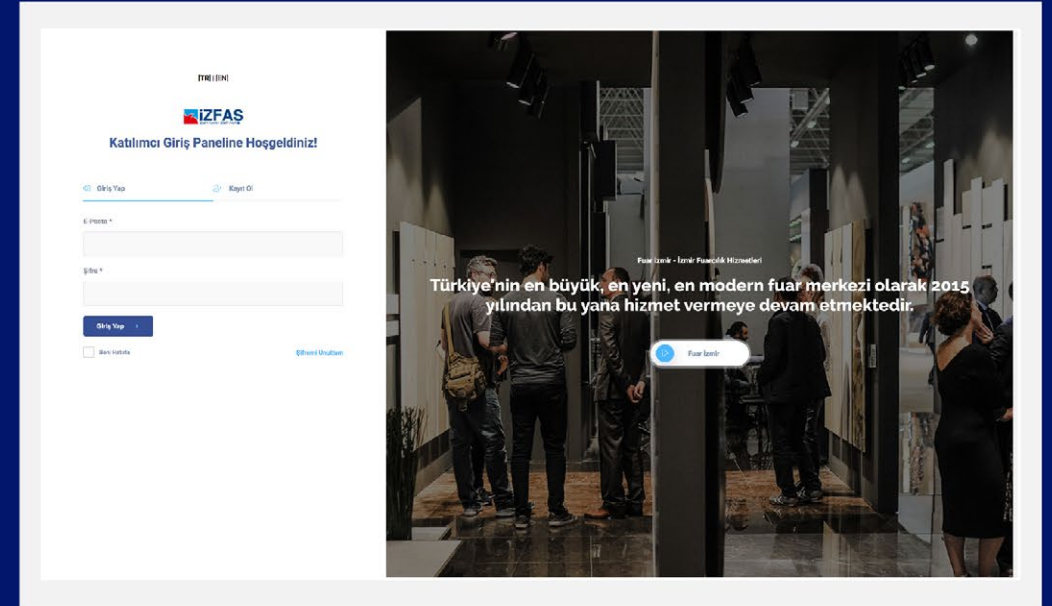 [TR] | [EN]
İZFAŞ
Katılımcı Giriş Paneline Hoşgeldiniz!
Giriş Yap
Kayıt Ol
E-Posta *
Şifre *
Giriş Yap
Beni Hatırla
Şifremi Unuttum
Fuar İzmir - İzmir Fuarcılık Hizmetleri
Türkiye'nin en büyük, en yeni, en modern fuar merkezi olarak 2015
yılından bu yana hizmet vermeye devam etmektedir.
Fuar İzmir